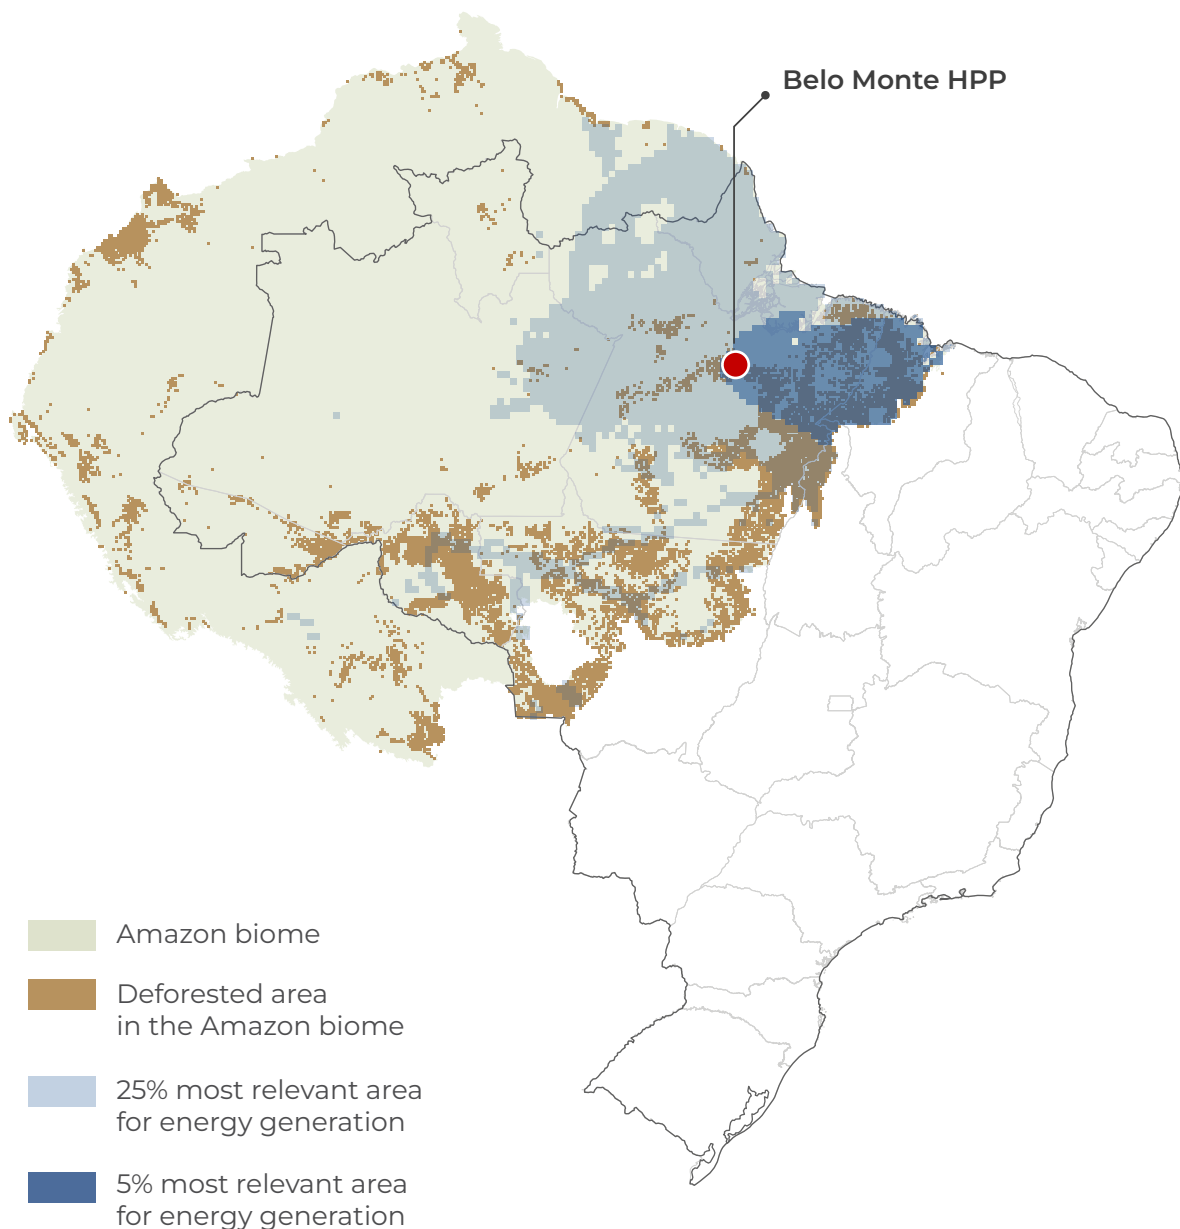 Belo Monte HPP
Amazon biome
Deforested area
in the Amazon biome
25% most relevant area
for energy generation
5% most relevant area
for energy generation